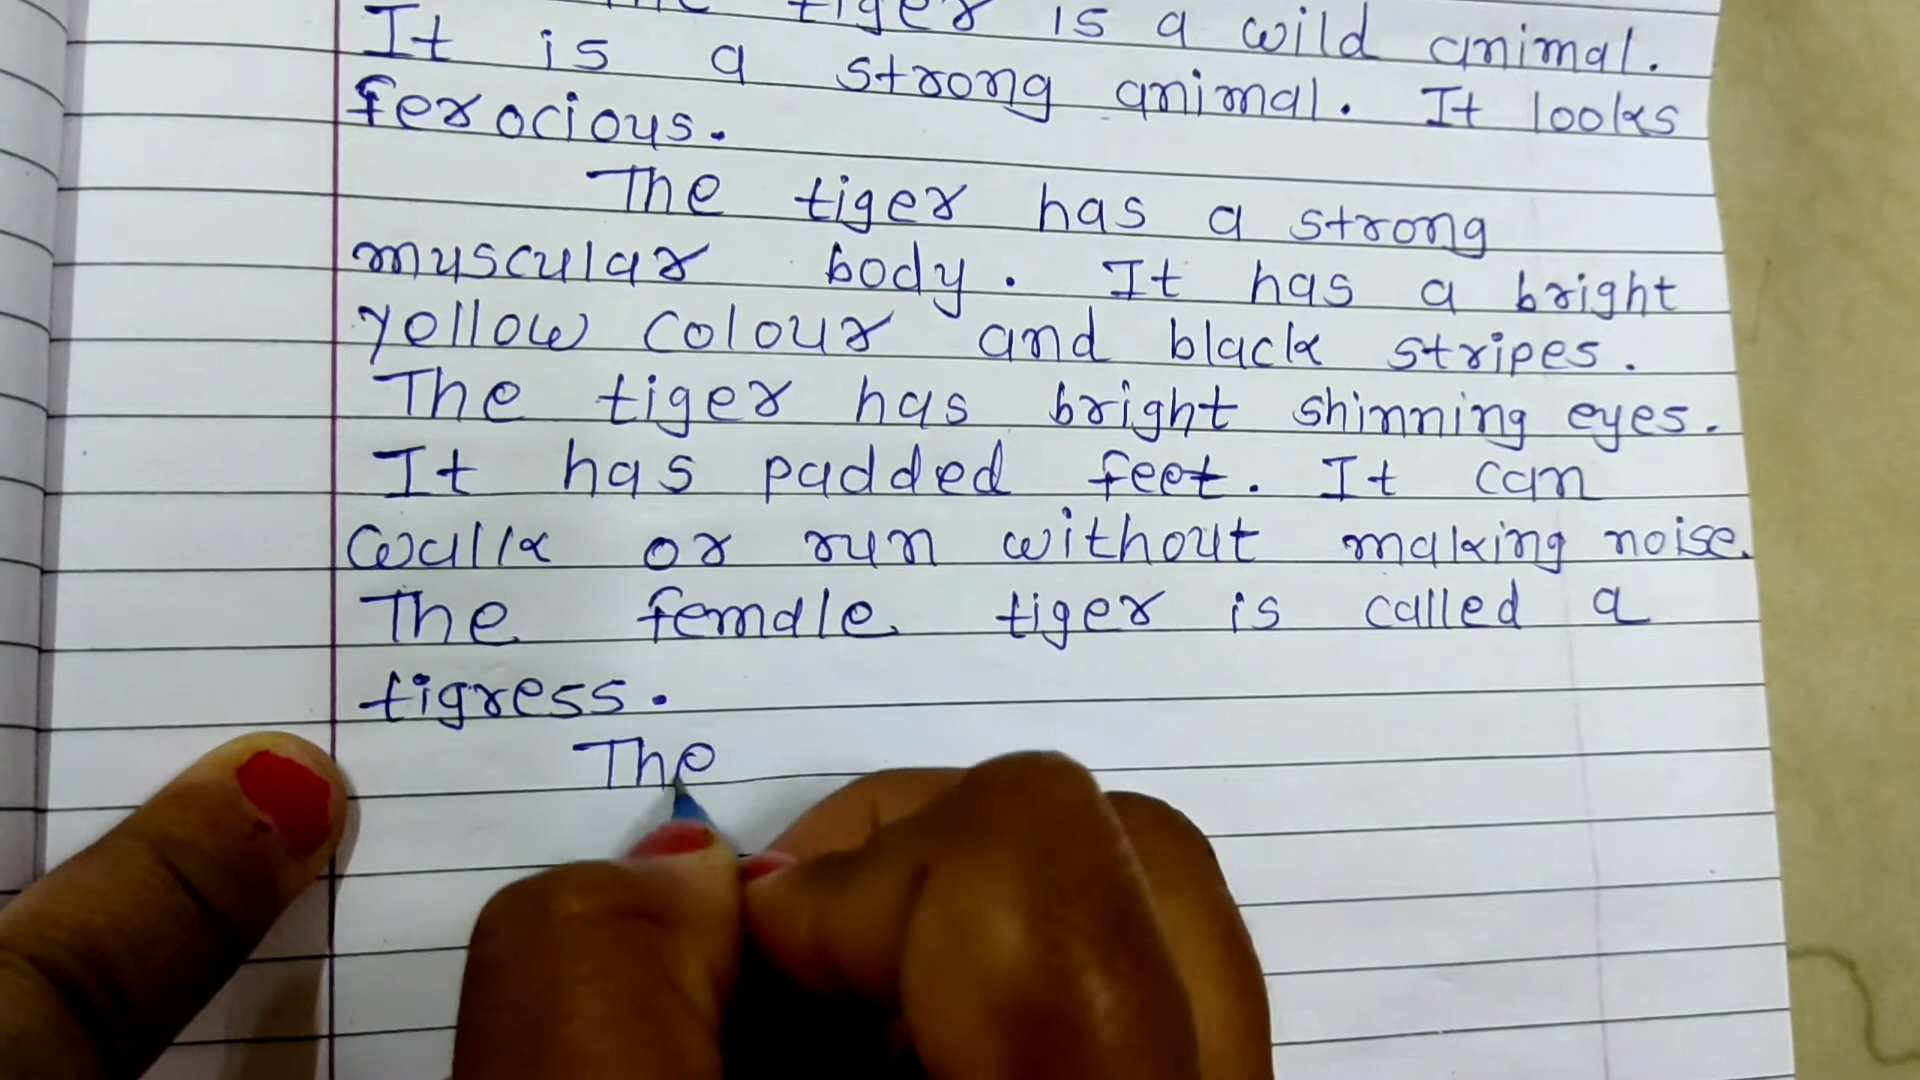 The tiger is a wild animal.
It is a strong animal. It looks
ferocious.
The tiger has a strong
muscular body. It has a bright
yellow colour and black stripes.
The tiger has bright shinning eyes.
It has padded feet. It can
walk or run without making noise.
The female tiger is called a
tigress.
The